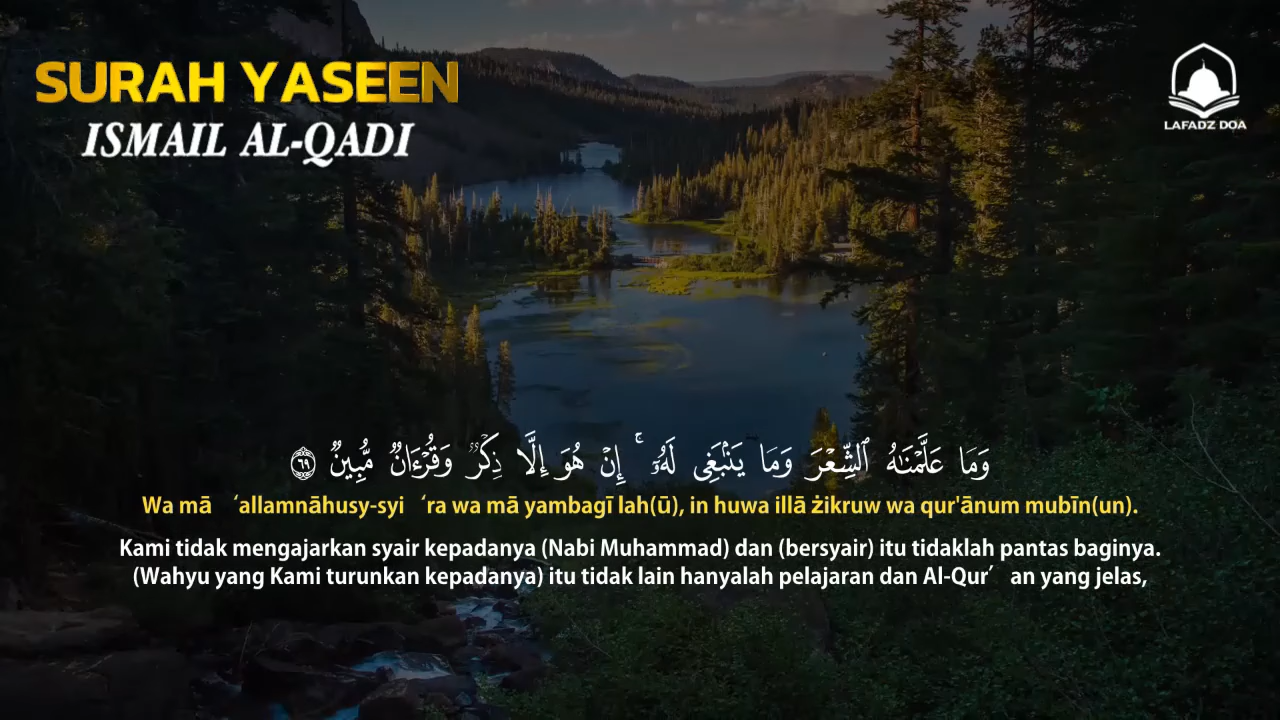 SURAH YASEEN
ISMAIL AL-QADI
LAFADZ DOA
وَمَا عَلَّمْنَـٰهُ ٱلشِّعْرَ وَمَا يَنۢبَغِى لَهُۥٓ ۚ إِنْ هُوَ إِلَّا ذِكْرٌۭ وَقُرْءَانٌۭ مُّبِينٌۭ ٦٩
Wa mā ‘allamnāhusy-syi ‘ra wa mā yambagī lah(ū), in huwa illā żikruw wa qur'ānum mubīn(un).
Kami tidak mengajarkan syair kepadanya (Nabi Muhammad) dan (bersyair) itu tidaklah pantas baginya.
(Wahyu yang Kami turunkan kepadanya) itu tidak lain hanyalah pelajaran dan Al-Qur′ an yang jelas,